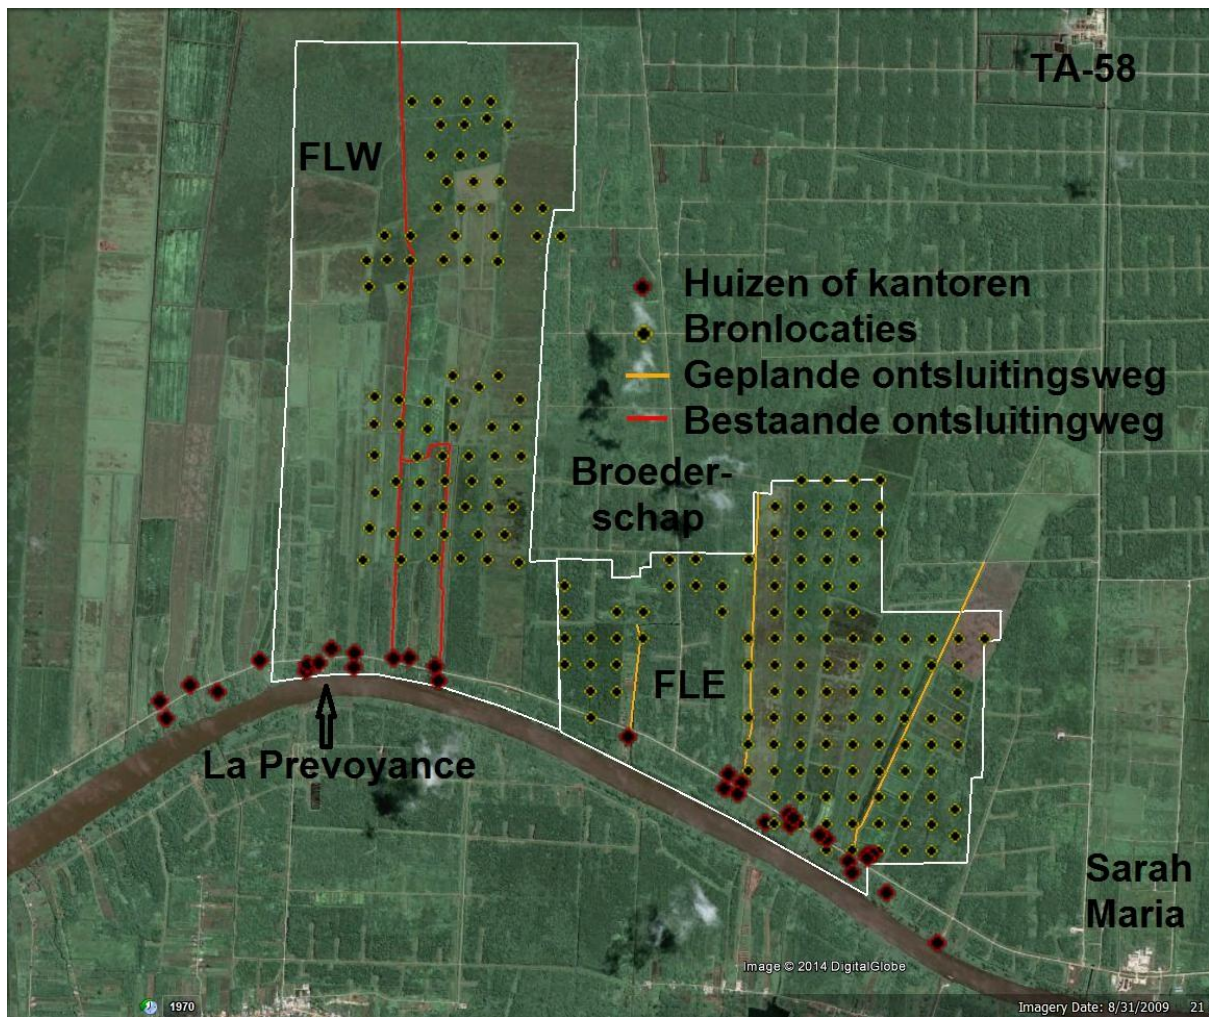 TA-58
FLW
Huizen of kantoren
Bronlocaties
Geplande ontsluitingsweg
Bestaande ontsluitingweg
Broeder-
schap
FLE
La Prevoyance
Sarah
Maria
Image © 2014 DigitalGlobe
1970
Imagery Date: 8/31/2009 21